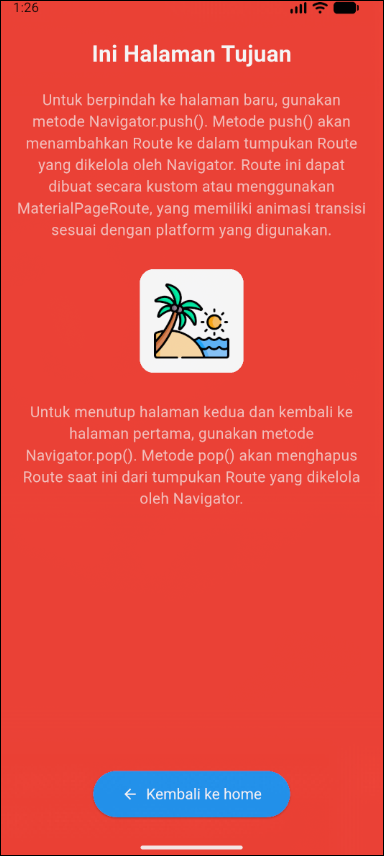 1:26
Ini Halaman Tujuan
Untuk berpindah ke halaman baru, gunakan
metode Navigator.push(). Metode push() akan
menambahkan Route ke dalam tumpukan Route
yang dikelola oleh Navigator. Route ini dapat
dibuat secara kustom atau menggunakan
MaterialPageRoute, yang memiliki animasi transisi
sesuai dengan platform yang digunakan.
Untuk menutup halaman kedua dan kembali ke
halaman pertama, gunakan metode
Navigator.pop(). Metode pop() akan menghapus
Route saat ini dari tumpukan Route yang dikelola
oleh Navigator.
Kembali ke home